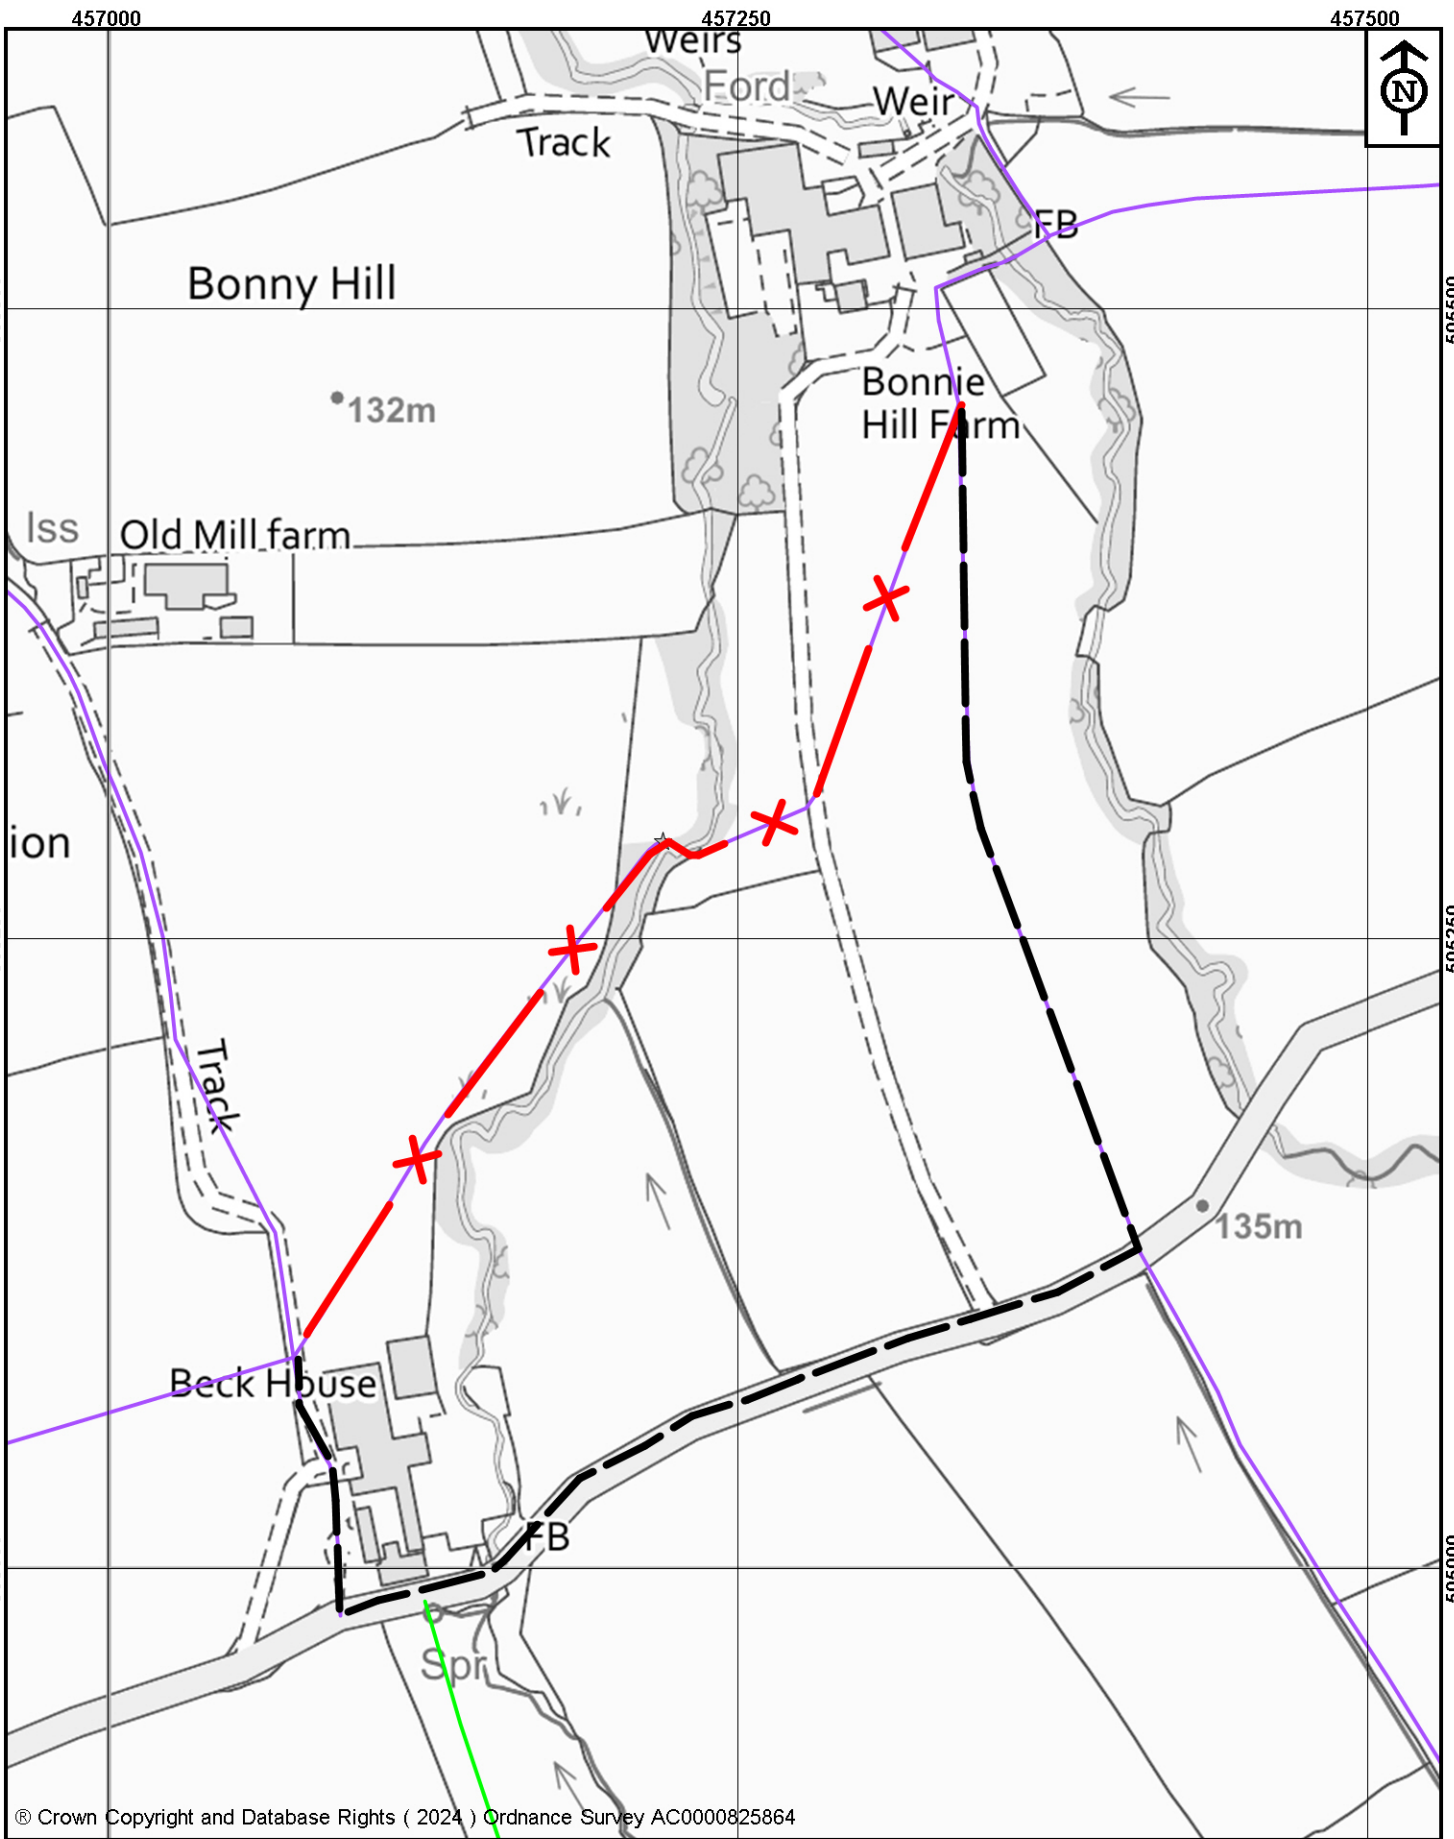 457000
457250
457500
Weirs
Ford
Weir
N
Track
FB
Bonny Hill
132m
Bonnie
Hill Farm
Iss
Old Mill farm
ion
Track
135m
Beck House
FB
Spr
® Crown Copyright and Database Rights ( 2024 ) Ordnance Survey AC0000825864